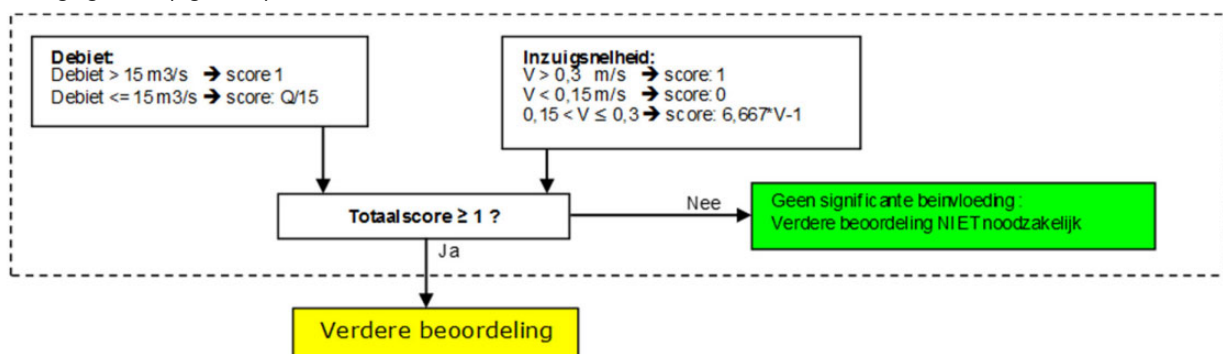 Debiet:
Debiet > 15 m3/s ➔ score 1
Debiet <= 15 m3/s ➔ score: Q/15
Inzuigsnelheid:
V > 0,3 m/s ➔ score: 1
V < 0,15 m/s ➔ score: 0
0,15 < V ≤ 0,3 ➔ score: 6,667*V-1
Totaalscore ≥ 1 ?
Nee
Geen significante beinvloeding :
Verdere beoordeling NIET noodzakelijk
Ja
Verdere beoordeling